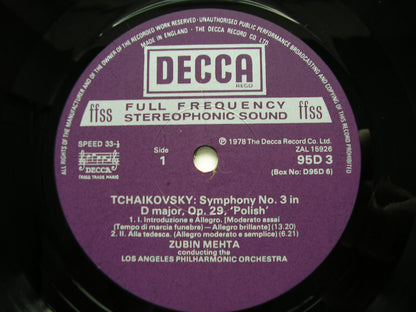 ALL RIGHTS OF THE MANUFACTURER AND OF THE OWNER OF THE RECORDED WORK RESERVED · UNAUTHORISED PUBLIC PERFORMANCE BROADCASTING AND COPYING OF THIS RECORD PROHIBITED
MADE IN ENGLAND · THE DECCA RECORD CO LTD
DECCA
REGD
ffss FULL FREQUENCY ffss
STEREOPHONIC SOUND
SPEED 33⅓
DECCA
(REGD. TRADE MARK)
Side
1
℗ 1978 The Decca Record Co. Ltd.
ZAL 15926
95D 3
(Box No: D95D 6)
TCHAIKOVSKY: Symphony No. 3 in
D major, Op. 29, 'Polish'
1. I. Introduzione e Allegro. [Moderato assai
(Tempo di marcia funebre) — Allegro brillante] (13.20)
2. II. Alla tedesca. (Allegro moderato e semplice) (6.21)
ZUBIN MEHTA
conducting the
LOS ANGELES PHILHARMONIC ORCHESTRA